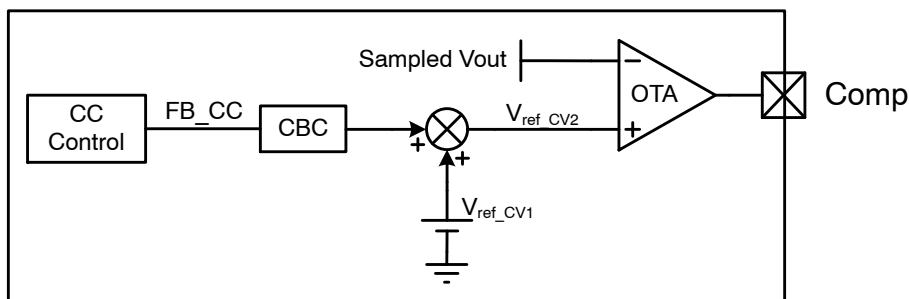 Sampled Vout
−
OTA
+
Comp
CC
Control
FB_CC
CBC
+
+
Vref_CV2
Vref_CV1